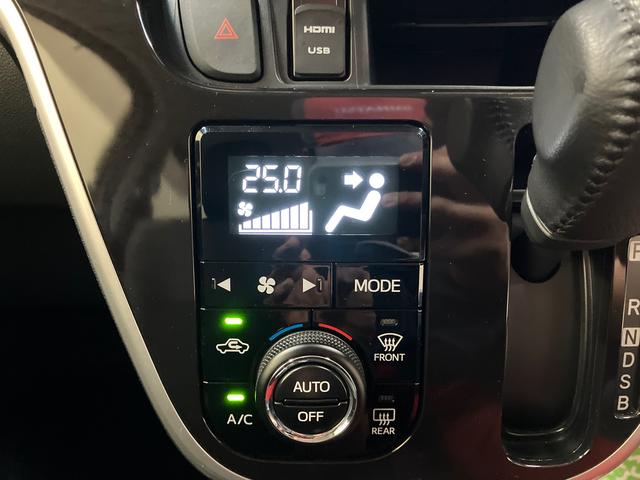 HDMI
USB
25.0
MODE
FRONT
AUTO
OFF
A/C
REAR
P
R
N
D
S
B